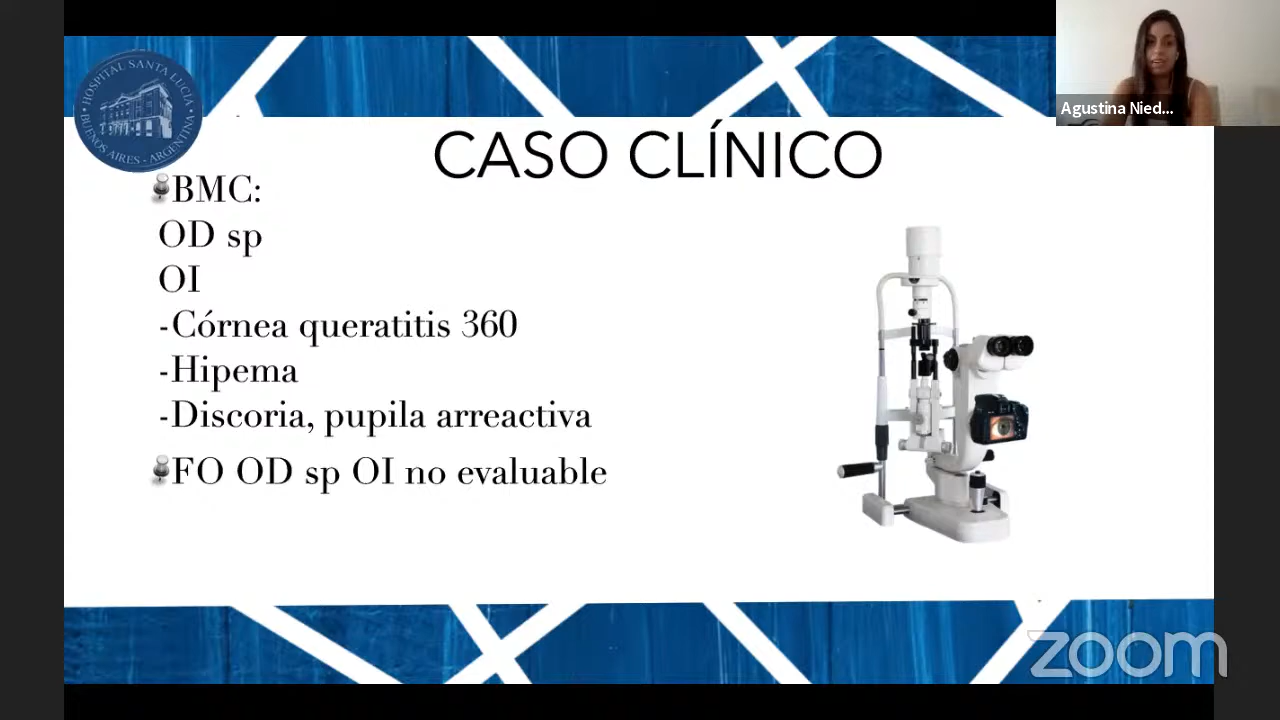 HOSPITAL SANTA LUCIA
BUENOS AIRES - ARGENTINA
Agustina Nied...
CASO CLÍNICO
BMC:
OD sp
OI
-Córnea queratitis 360
-Hipema
-Discoria, pupila arreactiva
FO OD sp OI no evaluable
zoom